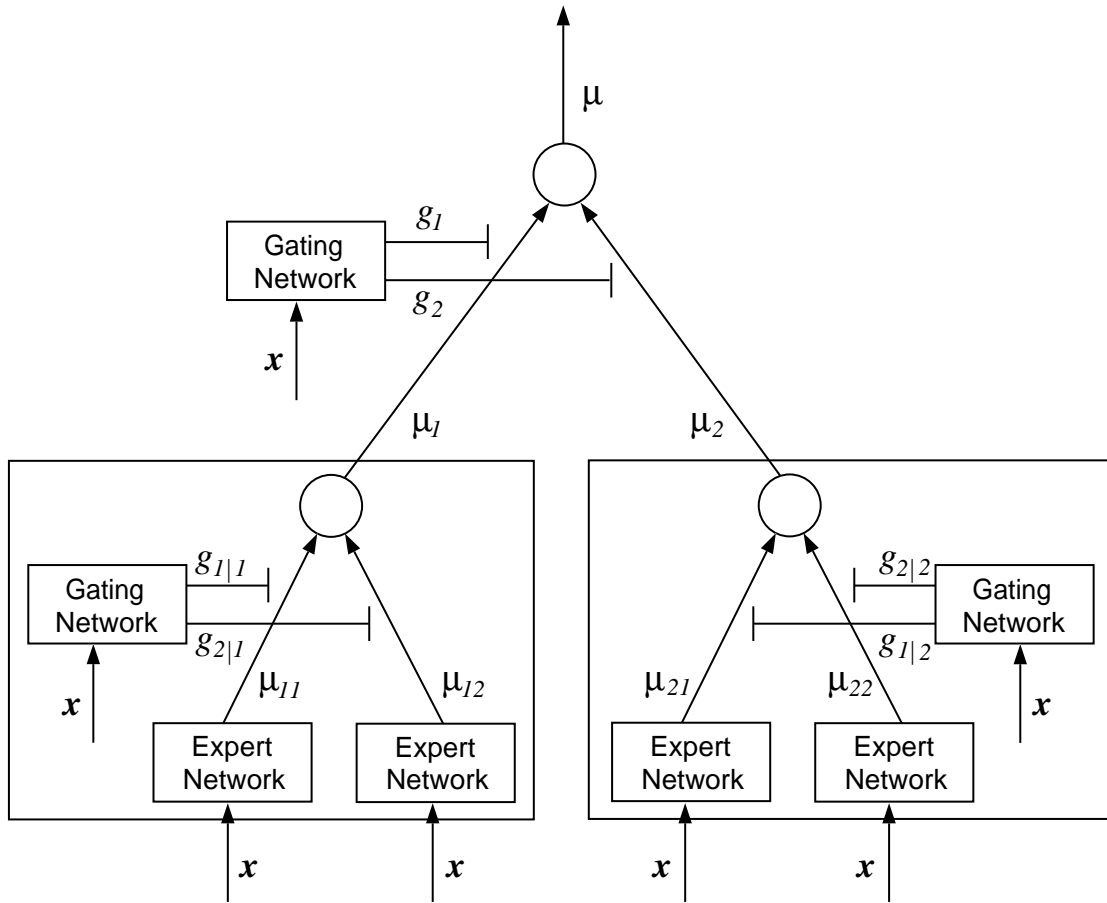 μ
g1
Gating
Network
g2
x
μ1
μ2
g1|1
g2|2
Gating
Network
Gating
Network
g2|1
g1|2
μ11
μ12
μ21
μ22
x
x
Expert
Network
Expert
Network
Expert
Network
Expert
Network
x
x
x
x